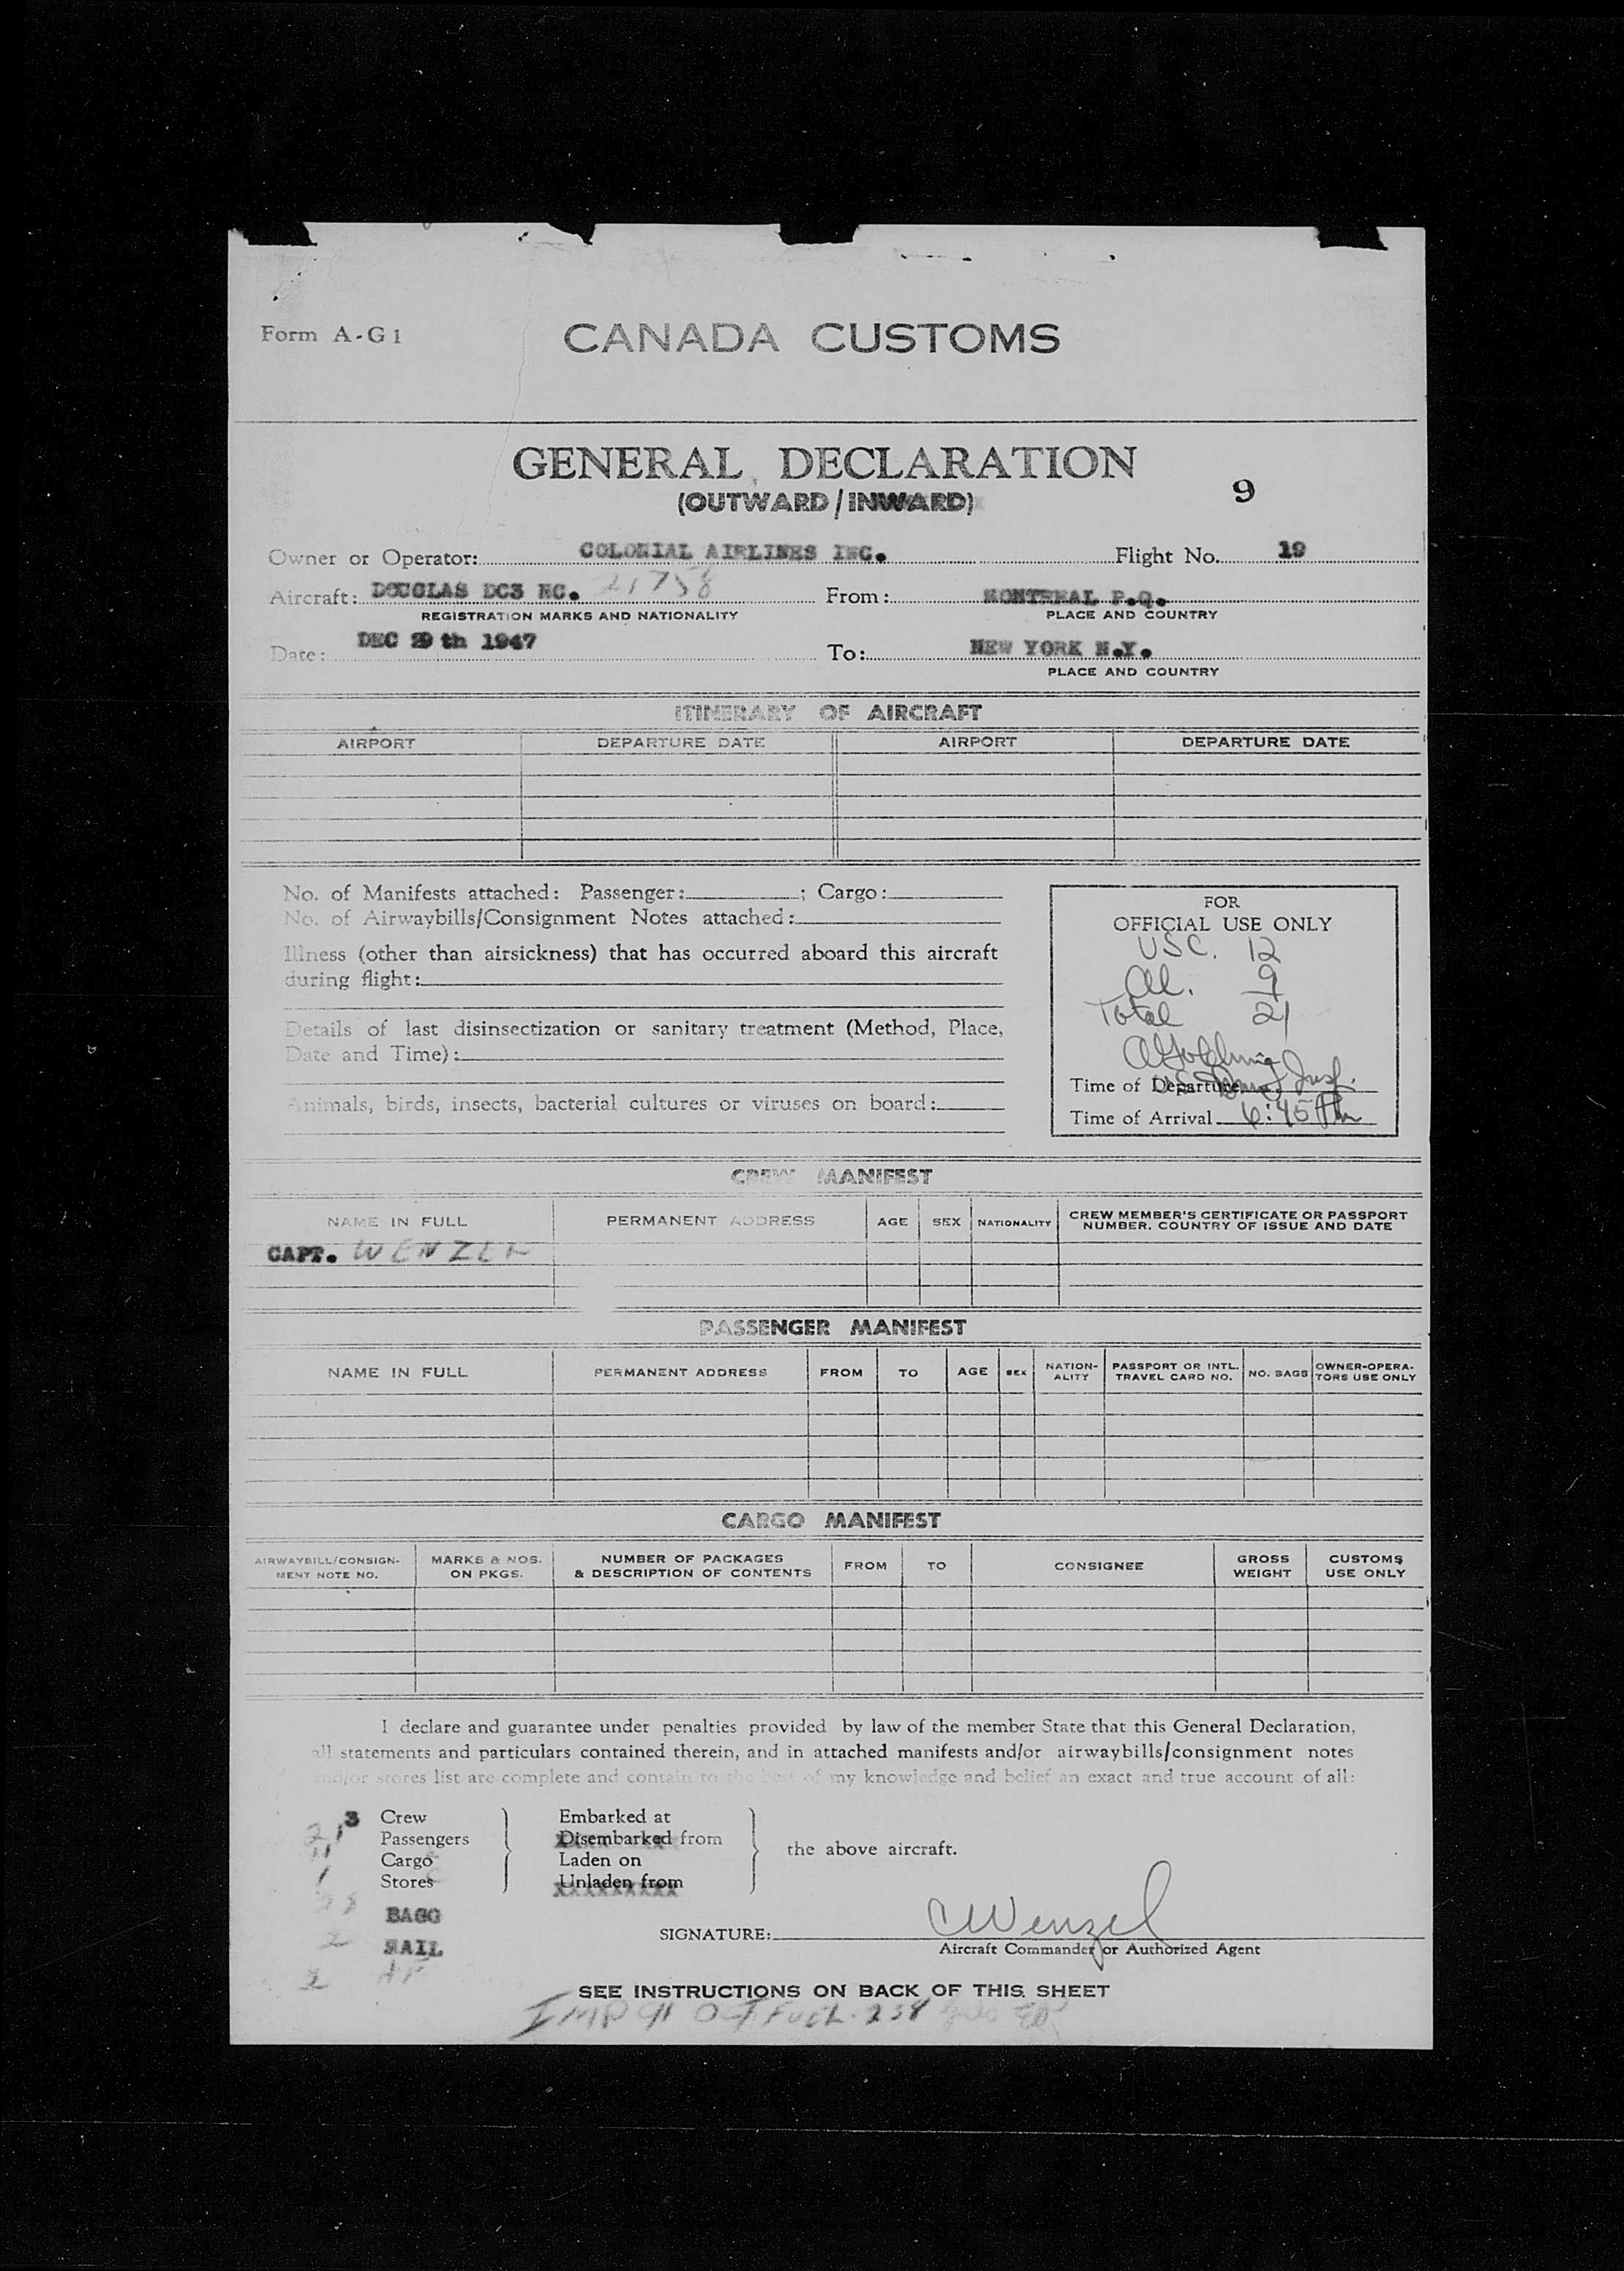 Form A-G1
CANADA CUSTOMS
GENERAL DECLARATION
(OUTWARD/INWARD)
9
Owner or Operator: COLONIAL AIRLINES INC. Flight No. 19
Aircraft: DOUGLAS DC3 NC. 21758 From: MONTREAL P.Q.
REGISTRATION MARKS AND NATIONALITY PLACE AND COUNTRY
Date: DEC 29 th 1947 To: NEW YORK N.Y.
PLACE AND COUNTRY
ITINERARY OF AIRCRAFT
AIRPORT DEPARTURE DATE AIRPORT DEPARTURE DATE
No. of Manifests attached: Passenger: ; Cargo:
No. of Airwaybills/Consignment Notes attached:
Illness (other than airsickness) that has occurred aboard this aircraft
during flight:
Details of last disinsectization or sanitary treatment (Method, Place,
Date and Time):
Animals, birds, insects, bacterial cultures or viruses on board:
FOR
OFFICIAL USE ONLY
USC. 12
Al. 9
Total 21
Time of Departure Insp.
Time of Arrival 6:45 Pm
CREW MANIFEST
NAME IN FULL PERMANENT ADDRESS AGE SEX NATIONALITY CREW MEMBER'S CERTIFICATE OR PASSPORT NUMBER. COUNTRY OF ISSUE AND DATE
CAPT. WENZEL
PASSENGER MANIFEST
NAME IN FULL PERMANENT ADDRESS FROM TO AGE SEX NATION-ALITY PASSPORT OR INTL. TRAVEL CARD NO. NO. BAGS OWNER-OPERA-TORS USE ONLY
CARGO MANIFEST
AIRWAYBILL/CONSIGN-MENT NOTE NO. MARKS & NOS. ON PKGS. NUMBER OF PACKAGES & DESCRIPTION OF CONTENTS FROM TO CONSIGNEE GROSS WEIGHT CUSTOMS USE ONLY
I declare and guarantee under penalties provided by law of the member State that this General Declaration,
all statements and particulars contained therein, and in attached manifests and/or airwaybills/consignment notes
and/or stores list are complete and contain to the best of my knowledge and belief an exact and true account of all:
3 Crew Embarked at
21 Passengers Disembarked from
11 Cargo Laden on the above aircraft.
1 Stores Unladen from
BAGG
2 MAIL
2
SIGNATURE: CWenzel
Aircraft Commander or Authorized Agent
SEE INSTRUCTIONS ON BACK OF THIS SHEET
IMP 91 OCT FUEL. 238